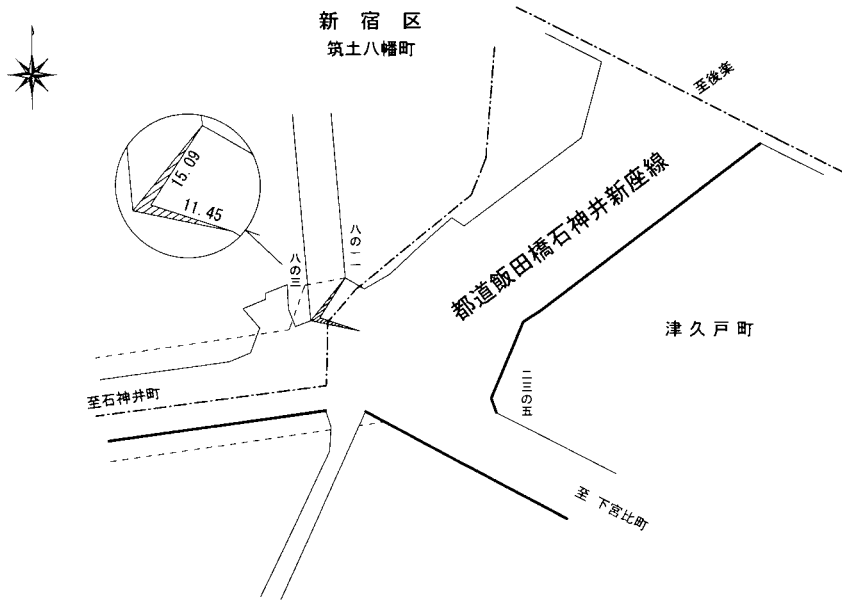 新宿区
筑土八幡町
至後楽
15.09
11.45
八の一一
八の三
都道飯田橋石神井新座線
津久戸町
二三の五
至石神井町
至 下宮比町